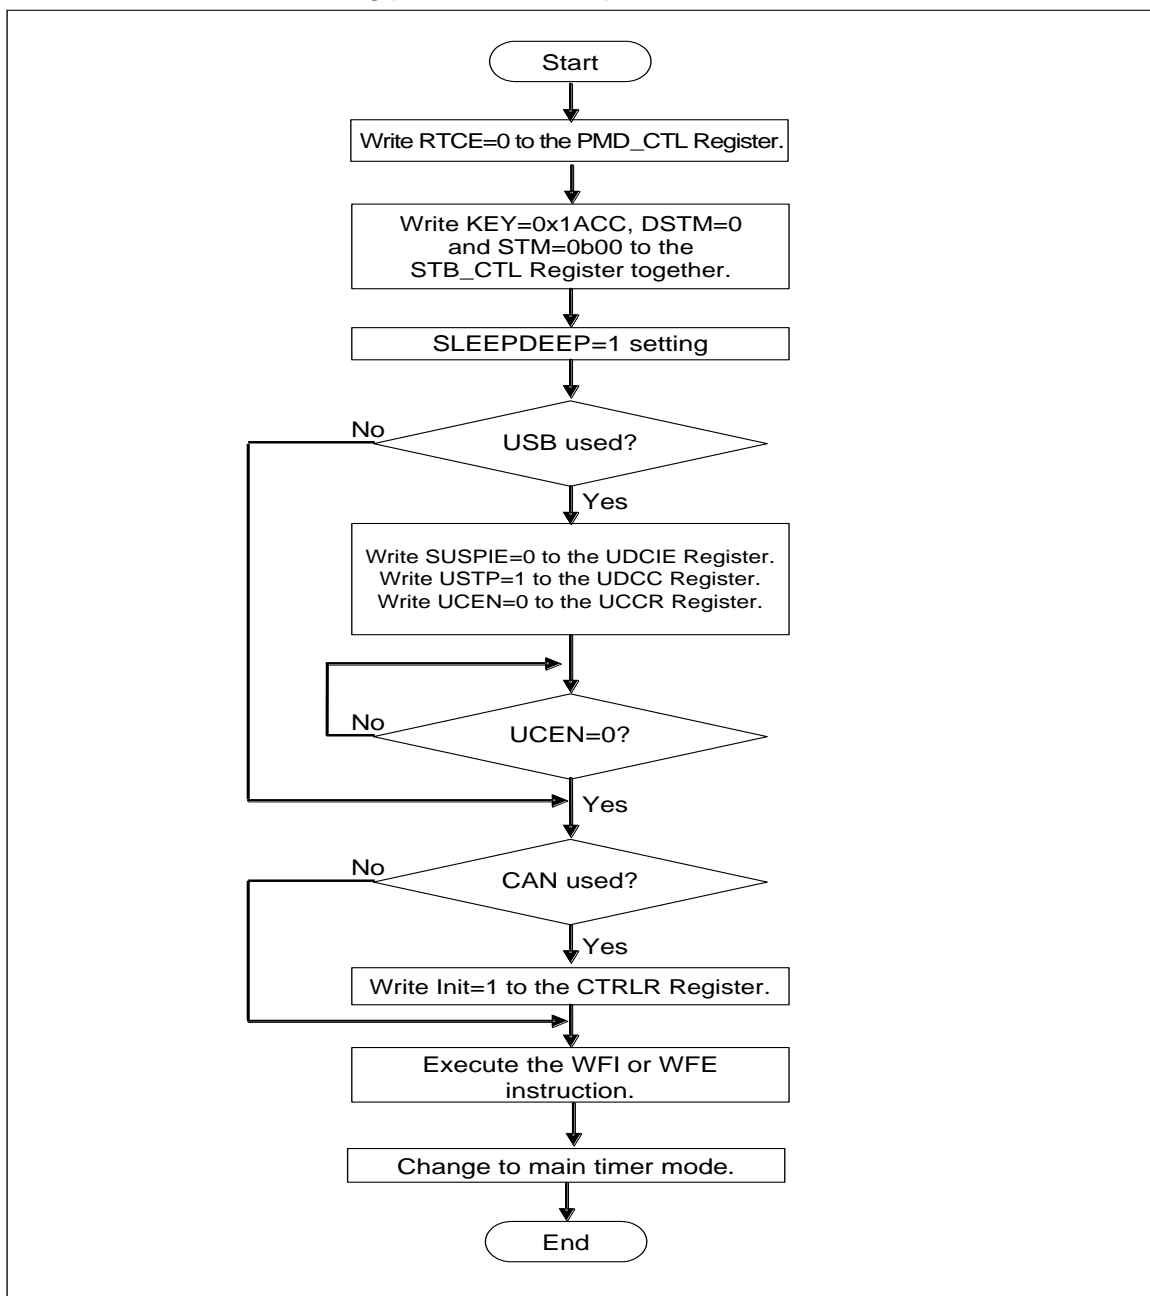 Start
Write RTCE=0 to the PMD_CTL Register.
Write KEY=0x1ACC, DSTM=0
and STM=0b00 to the
STB_CTL Register together.
SLEEPDEEP=1 setting
No
USB used?
Yes
Write SUSPIE=0 to the UDCIE Register.
Write USTP=1 to the UDCC Register.
Write UCEN=0 to the UCCR Register.
No
UCEN=0?
Yes
No
CAN used?
Yes
Write Init=1 to the CTRLR Register.
Execute the WFI or WFE
instruction.
Change to main timer mode.
End